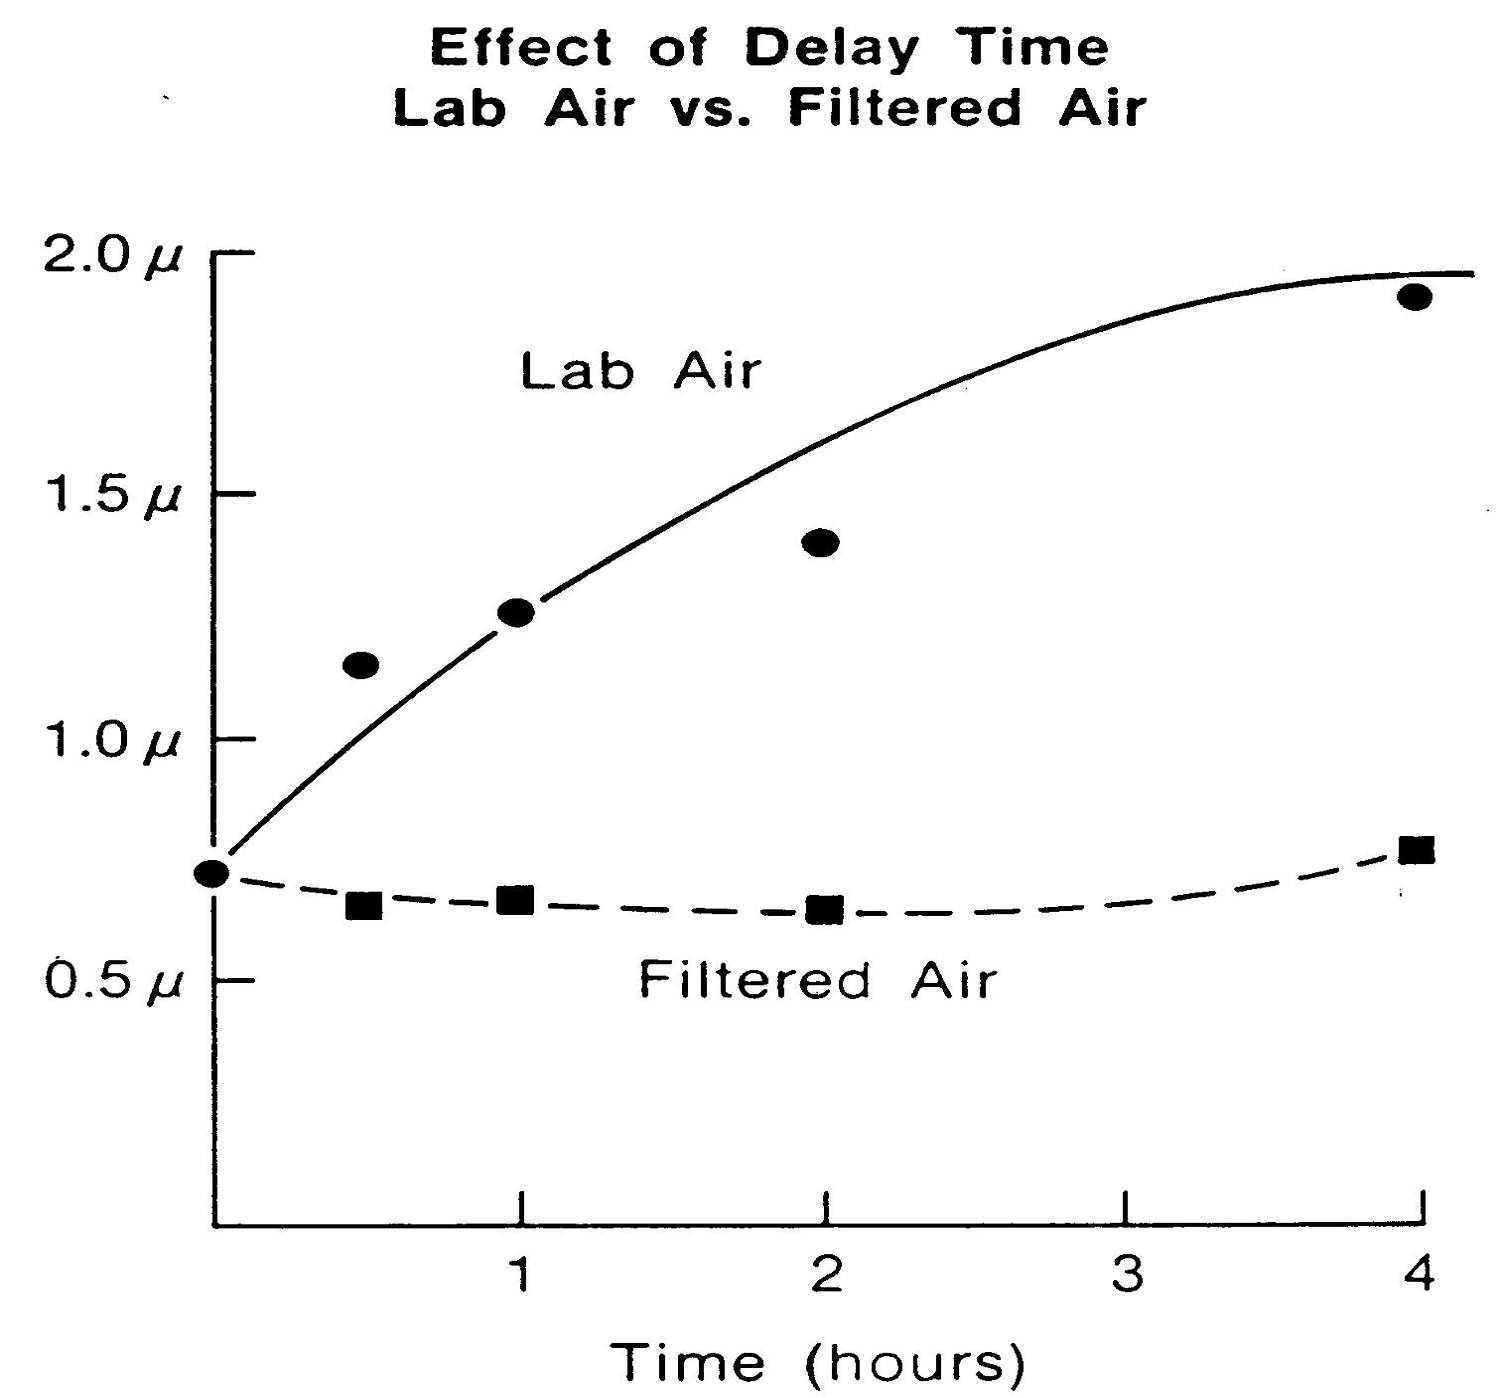 Effect of Delay Time
Lab Air vs. Filtered Air
2.0 μ
Lab Air
1.5 μ
1.0 μ
0.5 μ
Filtered Air
1 2 3 4
Time (hours)